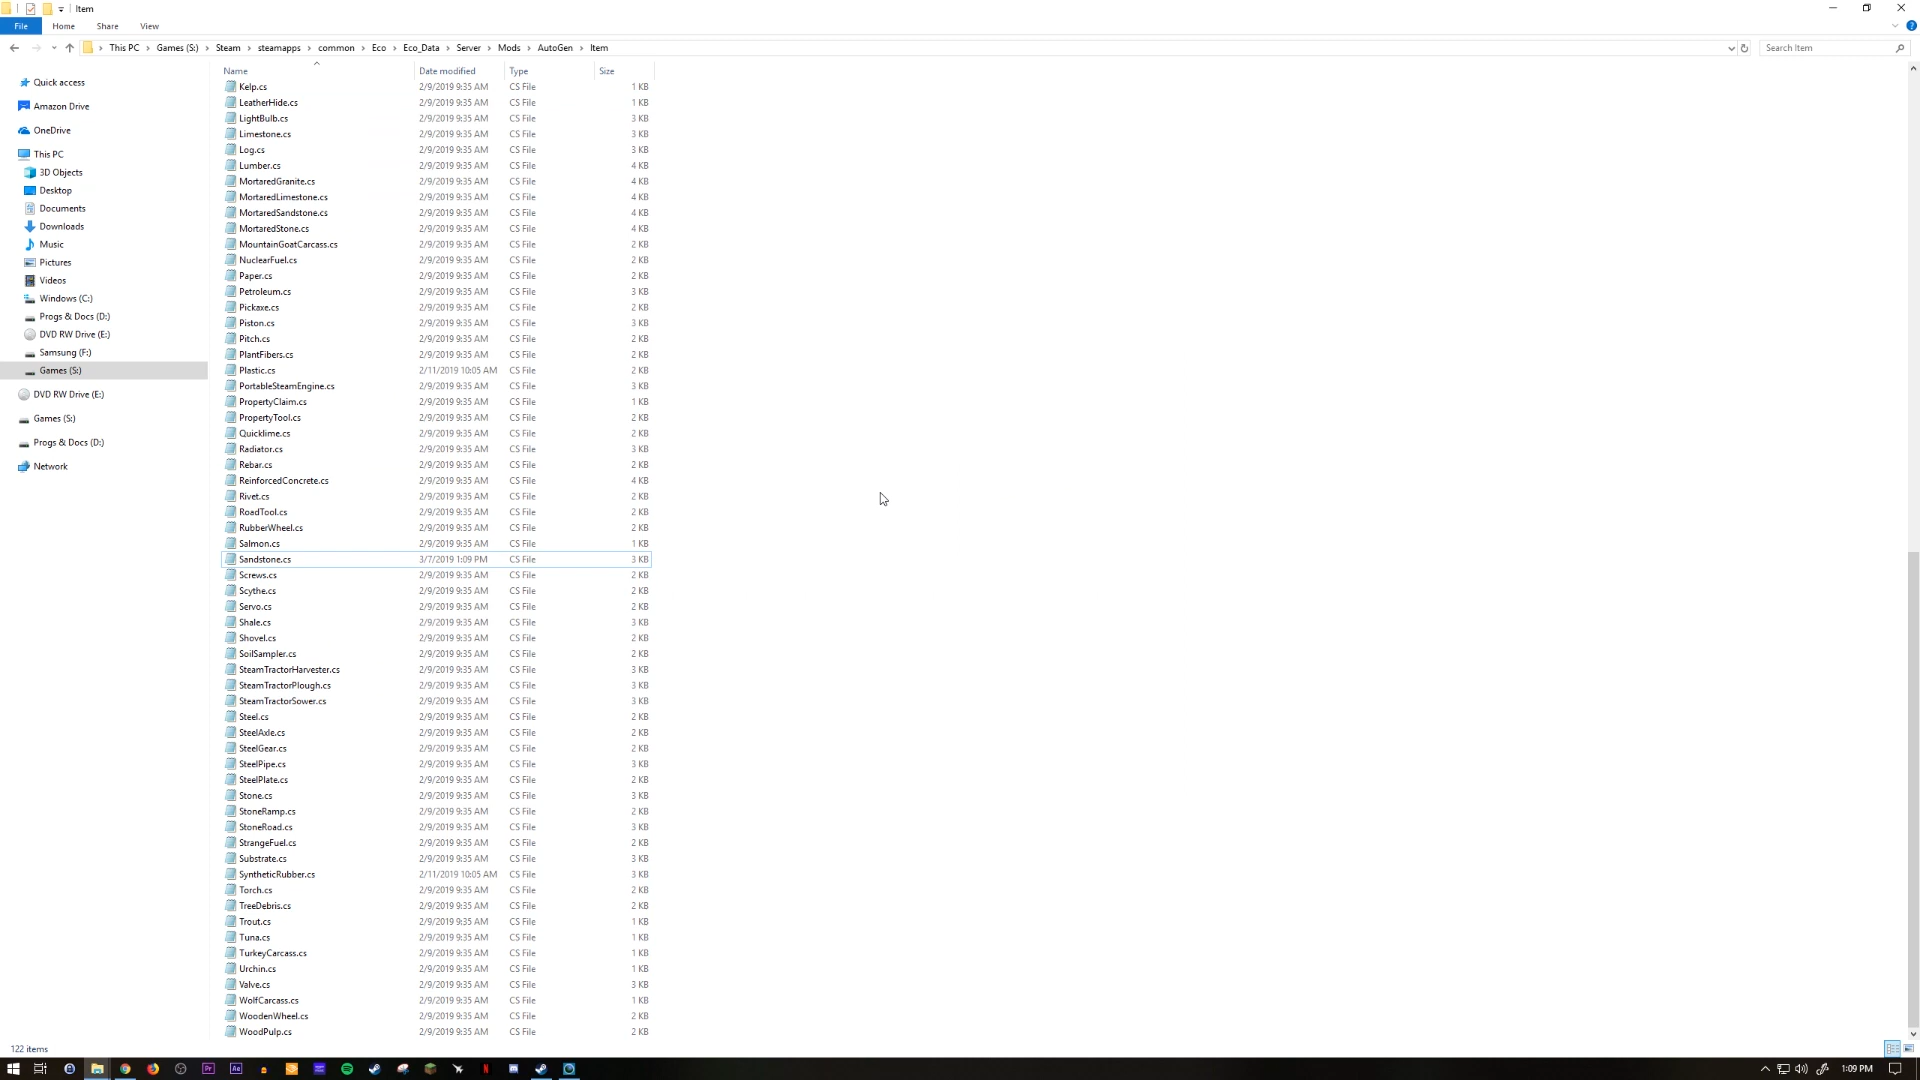 Item
File Home Share View
This PC Games (S:) Steam steamapps common Eco Eco_Data Server Mods AutoGen Item Search Item
Quick access
Amazon Drive
OneDrive
This PC
3D Objects
Desktop
Documents
Downloads
Music
Pictures
Videos
Windows (C:)
Progs & Docs (D:)
DVD RW Drive (E:)
Samsung (F:)
Games (S:)
DVD RW Drive (E:)
Games (S:)
Progs & Docs (D:)
Network
Name Date modified Type Size
Kelp.cs 2/9/2019 9:35 AM CS File 1 KB
LeatherHide.cs 2/9/2019 9:35 AM CS File 1 KB
LightBulb.cs 2/9/2019 9:35 AM CS File 3 KB
Limestone.cs 2/9/2019 9:35 AM CS File 3 KB
Log.cs 2/9/2019 9:35 AM CS File 3 KB
Lumber.cs 2/9/2019 9:35 AM CS File 4 KB
MortaredGranite.cs 2/9/2019 9:35 AM CS File 4 KB
MortaredLimestone.cs 2/9/2019 9:35 AM CS File 4 KB
MortaredSandstone.cs 2/9/2019 9:35 AM CS File 4 KB
MortaredStone.cs 2/9/2019 9:35 AM CS File 4 KB
MountainGoatCarcass.cs 2/9/2019 9:35 AM CS File 2 KB
NuclearFuel.cs 2/9/2019 9:35 AM CS File 2 KB
Paper.cs 2/9/2019 9:35 AM CS File 2 KB
Petroleum.cs 2/9/2019 9:35 AM CS File 3 KB
Pickaxe.cs 2/9/2019 9:35 AM CS File 2 KB
Piston.cs 2/9/2019 9:35 AM CS File 3 KB
Pitch.cs 2/9/2019 9:35 AM CS File 2 KB
PlantFibers.cs 2/9/2019 9:35 AM CS File 2 KB
Plastic.cs 2/11/2019 10:05 AM CS File 2 KB
PortableSteamEngine.cs 2/9/2019 9:35 AM CS File 3 KB
PropertyClaim.cs 2/9/2019 9:35 AM CS File 1 KB
PropertyTool.cs 2/9/2019 9:35 AM CS File 2 KB
Quicklime.cs 2/9/2019 9:35 AM CS File 2 KB
Radiator.cs 2/9/2019 9:35 AM CS File 3 KB
Rebar.cs 2/9/2019 9:35 AM CS File 2 KB
ReinforcedConcrete.cs 2/9/2019 9:35 AM CS File 4 KB
Rivet.cs 2/9/2019 9:35 AM CS File 2 KB
RoadTool.cs 2/9/2019 9:35 AM CS File 2 KB
RubberWheel.cs 2/9/2019 9:35 AM CS File 2 KB
Salmon.cs 2/9/2019 9:35 AM CS File 1 KB
Sandstone.cs 3/7/2019 1:09 PM CS File 3 KB
Screws.cs 2/9/2019 9:35 AM CS File 2 KB
Scythe.cs 2/9/2019 9:35 AM CS File 2 KB
Servo.cs 2/9/2019 9:35 AM CS File 2 KB
Shale.cs 2/9/2019 9:35 AM CS File 3 KB
Shovel.cs 2/9/2019 9:35 AM CS File 2 KB
SoilSampler.cs 2/9/2019 9:35 AM CS File 2 KB
SteamTractorHarvester.cs 2/9/2019 9:35 AM CS File 3 KB
SteamTractorPlough.cs 2/9/2019 9:35 AM CS File 3 KB
SteamTractorSower.cs 2/9/2019 9:35 AM CS File 3 KB
Steel.cs 2/9/2019 9:35 AM CS File 2 KB
SteelAxle.cs 2/9/2019 9:35 AM CS File 2 KB
SteelGear.cs 2/9/2019 9:35 AM CS File 2 KB
SteelPipe.cs 2/9/2019 9:35 AM CS File 3 KB
SteelPlate.cs 2/9/2019 9:35 AM CS File 2 KB
Stone.cs 2/9/2019 9:35 AM CS File 3 KB
StoneRamp.cs 2/9/2019 9:35 AM CS File 2 KB
StoneRoad.cs 2/9/2019 9:35 AM CS File 3 KB
StrangeFuel.cs 2/9/2019 9:35 AM CS File 2 KB
Substrate.cs 2/9/2019 9:35 AM CS File 3 KB
SyntheticRubber.cs 2/11/2019 10:05 AM CS File 3 KB
Torch.cs 2/9/2019 9:35 AM CS File 2 KB
TreeDebris.cs 2/9/2019 9:35 AM CS File 2 KB
Trout.cs 2/9/2019 9:35 AM CS File 1 KB
Tuna.cs 2/9/2019 9:35 AM CS File 1 KB
TurkeyCarcass.cs 2/9/2019 9:35 AM CS File 1 KB
Urchin.cs 2/9/2019 9:35 AM CS File 1 KB
Valve.cs 2/9/2019 9:35 AM CS File 3 KB
WolfCarcass.cs 2/9/2019 9:35 AM CS File 1 KB
WoodenWheel.cs 2/9/2019 9:35 AM CS File 2 KB
WoodPulp.cs 2/9/2019 9:35 AM CS File 2 KB
122 items
Pr Ae N 1:09 PM